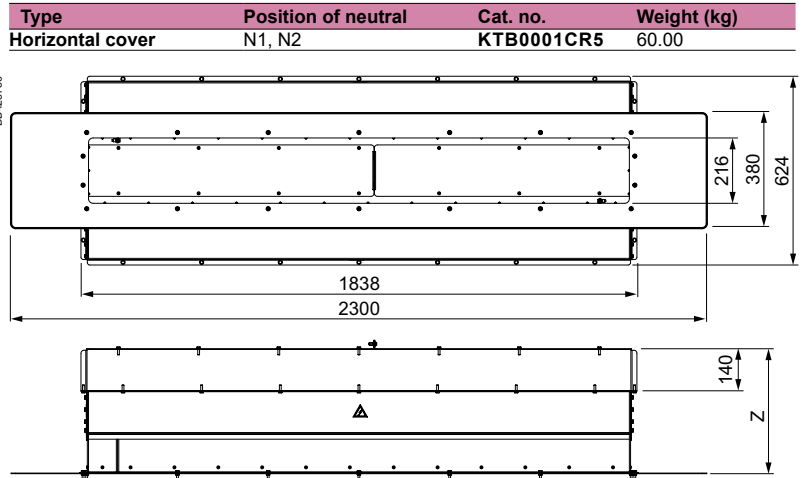 Type Position of neutral Cat. no. Weight (kg)
Horizontal cover N1, N2 KTB0001CR5 60.00
216
380
624
1838
2300
140
Z